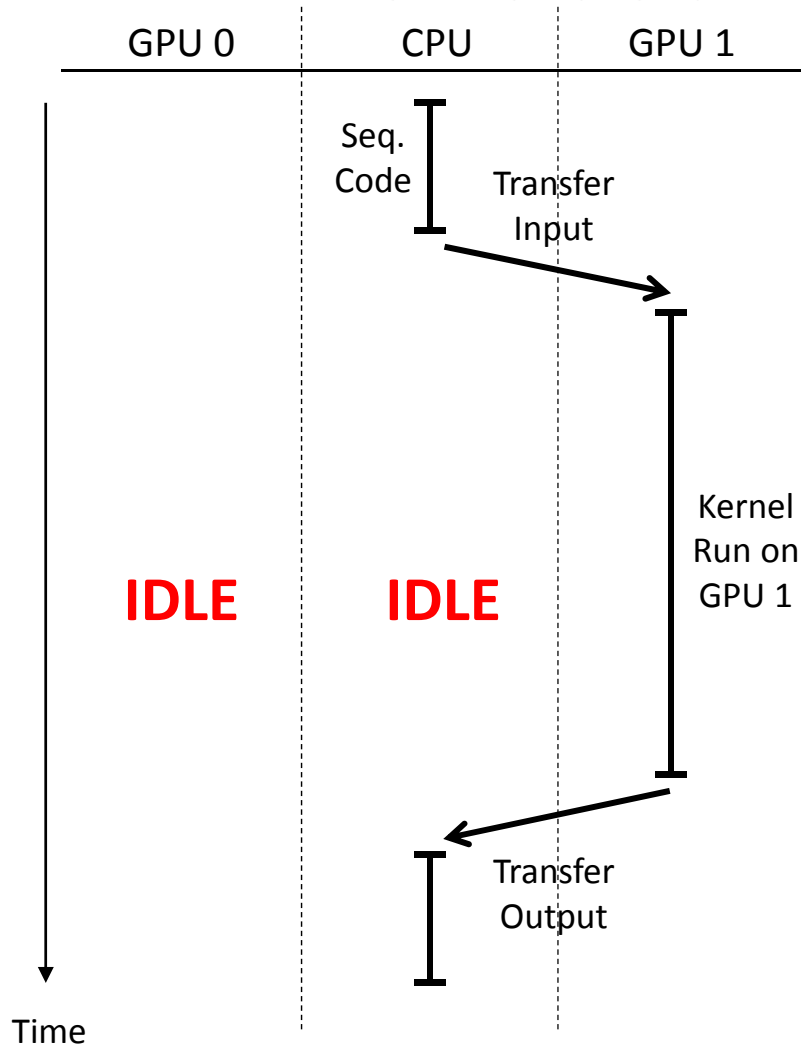 GPU 0
CPU
GPU 1
Seq.
Code
Transfer
Input
Kernel
Run on
GPU 1
IDLE
IDLE
Transfer
Output
Time